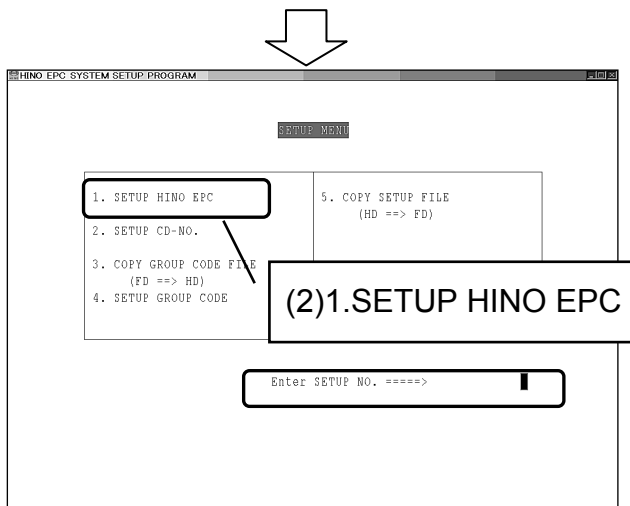 HINO EPC SYSTEM SETUP PROGRAM
SETUP MENU
1. SETUP HINO EPC
2. SETUP CD-NO.
3. COPY GROUP CODE FILE
(FD ==> HD)
4. SETUP GROUP CODE
5. COPY SETUP FILE
(HD ==> FD)
(2)1.SETUP HINO EPC
Enter SETUP NO. =====>